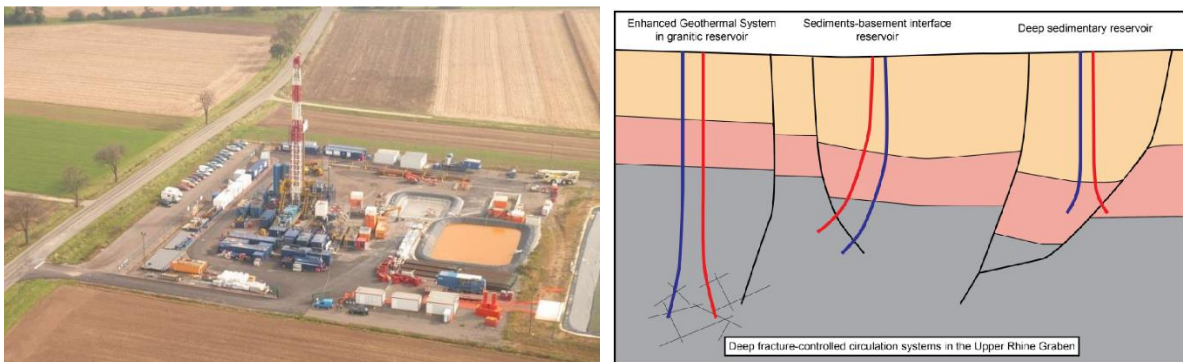 Enhanced Geothermal System
in granitic reservoir
Sediments-basement interface
reservoir
Deep sedimentary reservoir
Deep fracture-controlled circulation systems in the Upper Rhine Graben